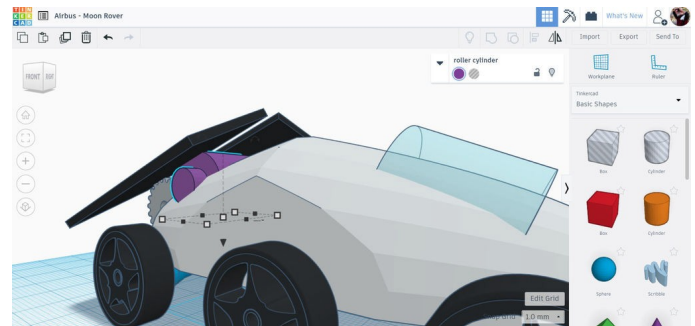 TIN
KER
CAD
AIrbus - Moon Rover
What's New
Import
Export
Send To
roller cylinder
FRONT
Workplane
Ruler
Tinkercad
Basic Shapes
Box
Cylinder
Box
Cylinder
Sphere
Scribble
Edit Grid
1.0 mm